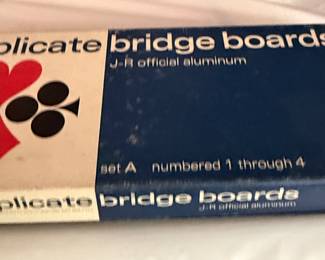 plicate bridge boards
J-R official aluminum
set A numbered 1 through 4
plicate bridge boards
J-R official aluminum